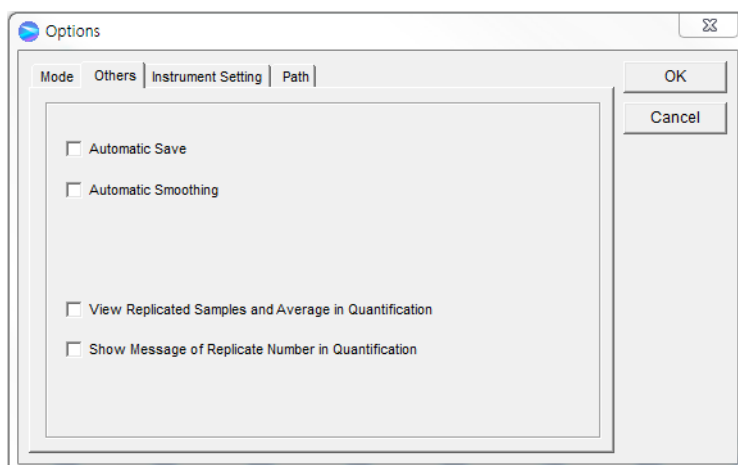 Options
Mode Others Instrument Setting Path
OK
Cancel
Automatic Save
Automatic Smoothing
View Replicated Samples and Average in Quantification
Show Message of Replicate Number in Quantification